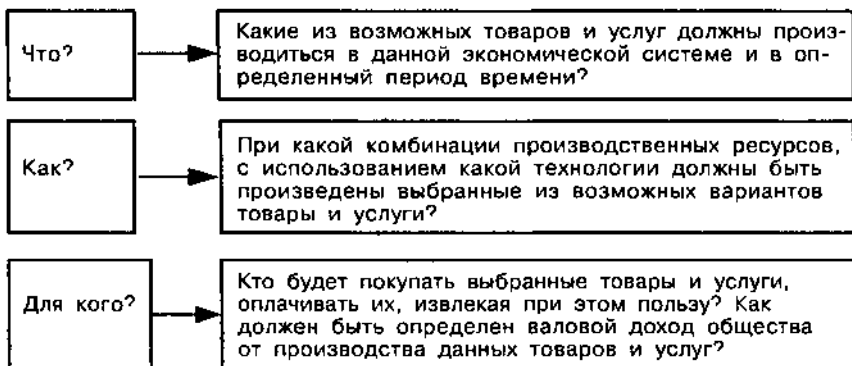 Что?
Какие из возможных товаров и услуг должны произ-
водиться в данной экономической системе и в оп-
ределенный период времени?
Как?
При какой комбинации производственных ресурсов,
с использованием какой технологии должны быть
произведены выбранные из возможных вариантов
товары и услуги?
Для кого?
Кто будет покупать выбранные товары и услуги,
оплачивать их, извлекая при этом пользу? Как
должен быть определен валовой доход общества
от производства данных товаров и услуг?